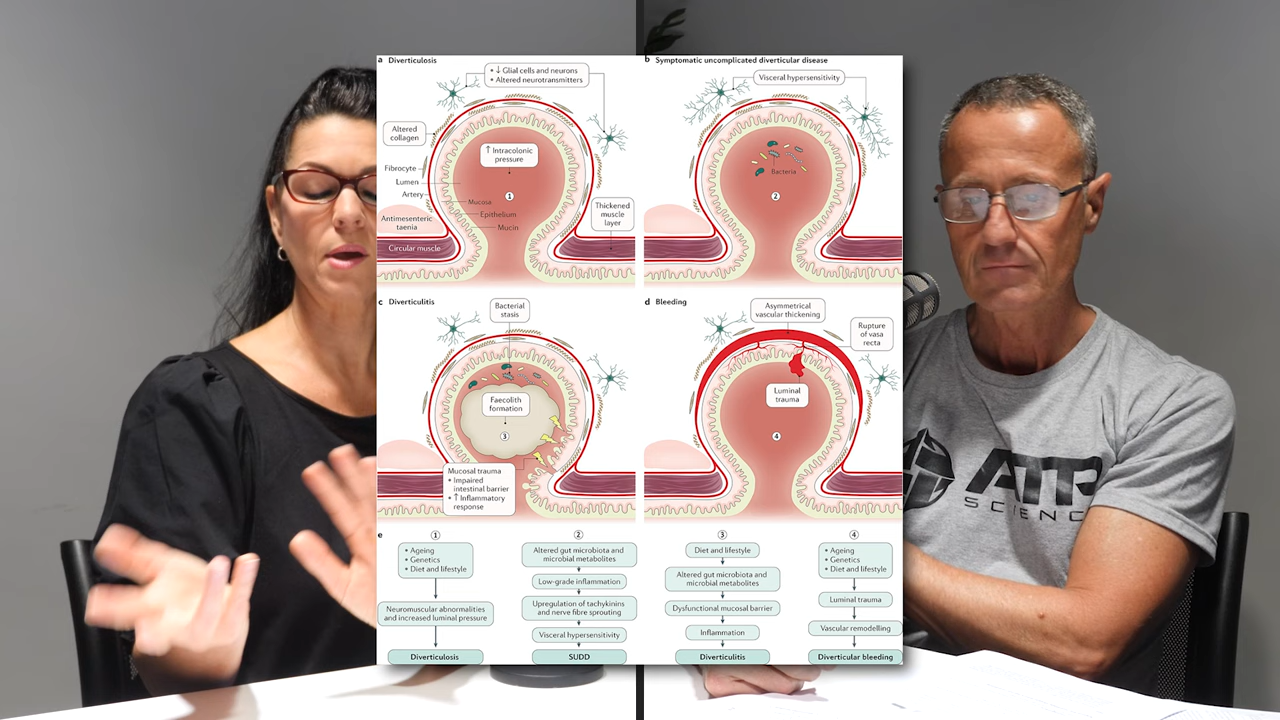 a Diverticulosis
• ↓ Glial cells and neurons
• Altered neurotransmitters
Altered
collagen
↑ Intracolonic
pressure
Fibrocyte
Lumen
Artery
①
Mucosa
Epithelium
Mucin
Antimesenteric
taenia
Thickened
muscle
layer
Circular muscle
b Symptomatic uncomplicated diverticular disease
Visceral hypersensitivity
Bacteria
②
c Diverticulitis
Bacterial
stasis
Faecolith
formation
③
Mucosal trauma
• Impaired
intestinal barrier
• ↑ Inflammatory
response
d Bleeding
Asymmetrical
vascular thickening
Rupture
of vasa
recta
Luminal
trauma
④
e
①
• Ageing
• Genetics
• Diet and lifestyle
Neuromuscular abnormalities
and increased luminal pressure
Diverticulosis
②
Altered gut microbiota and
microbial metabolites
Low-grade inflammation
Upregulation of tachykinins
and nerve fibre sprouting
Visceral hypersensitivity
SUDD
③
Diet and lifestyle
Altered gut microbiota and
microbial metabolites
Dysfunctional mucosal barrier
Inflammation
Diverticulitis
④
• Ageing
• Genetics
• Diet and lifestyle
Luminal trauma
Vascular remodelling
Diverticular bleeding
ATP
SCIENC